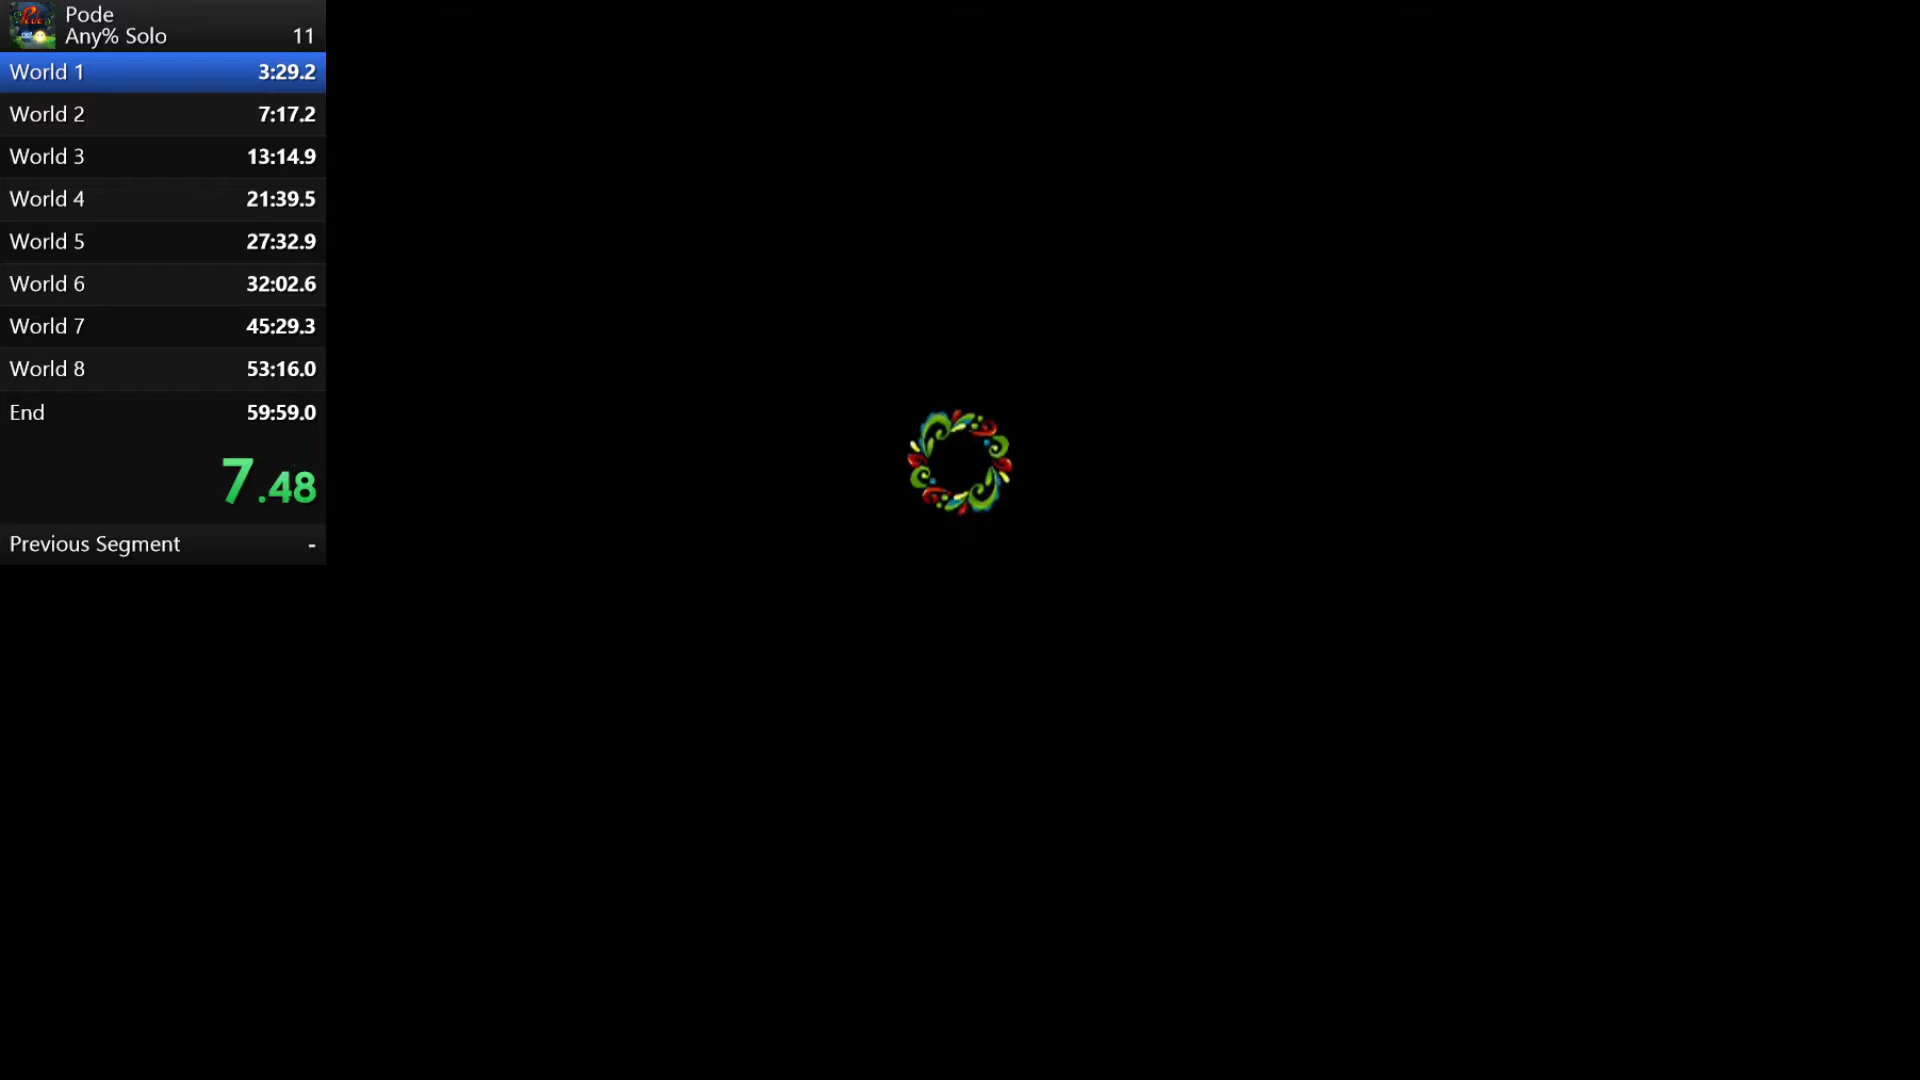 Pode
Any% Solo 11
World 1 3:29.2
World 2 7:17.2
World 3 13:14.9
World 4 21:39.5
World 5 27:32.9
World 6 32:02.6
World 7 45:29.3
World 8 53:16.0
End 59:59.0
7.48
Previous Segment -